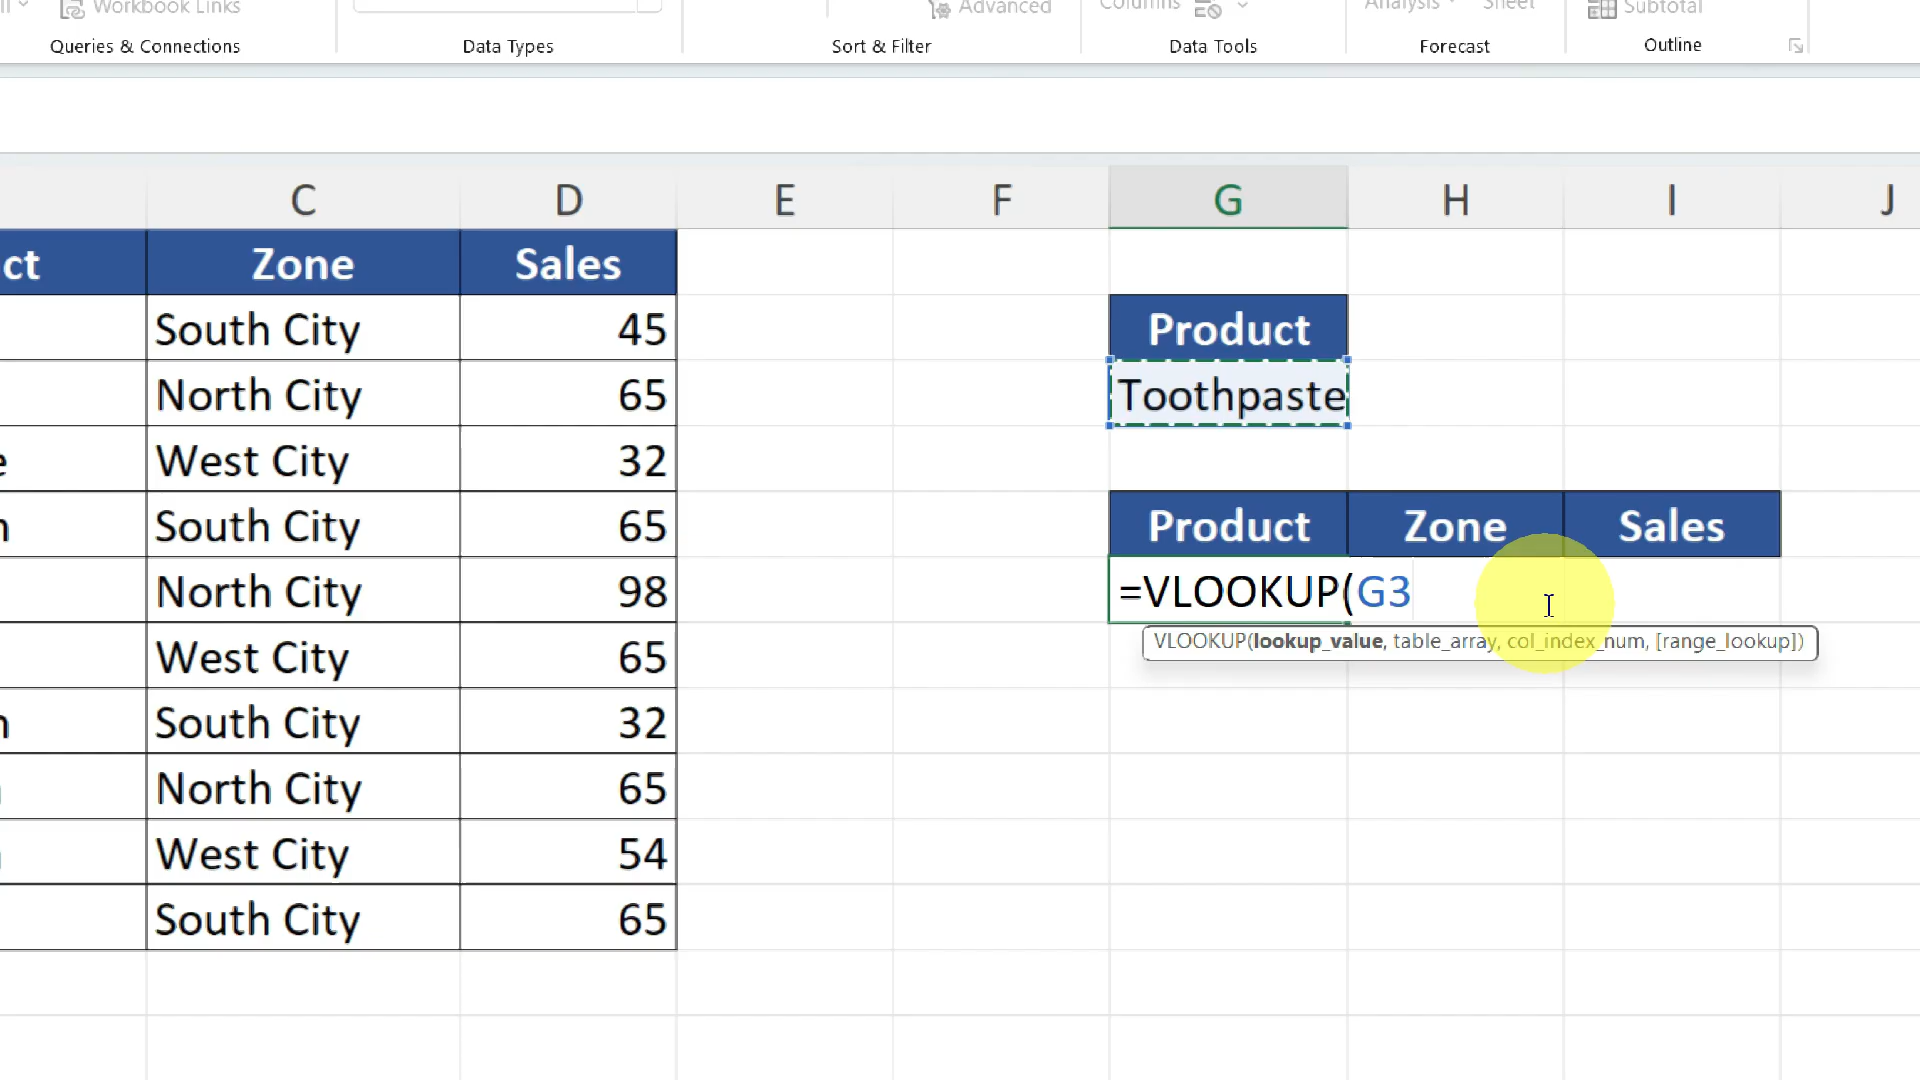 Workbook Links
Advanced
Columns
Analysis
Sheet
Subtotal
Queries & Connections
Data Types
Sort & Filter
Data Tools
Forecast
Outline
C D E F G H I J
ct Zone Sales
South City 45
Product
North City 65
Toothpaste
e West City 32
n South City 65
Product Zone Sales
North City 98
=VLOOKUP(G3
VLOOKUP(lookup_value, table_array, col_index_num, [range_lookup])
West City 65
n South City 32
North City 65
West City 54
South City 65